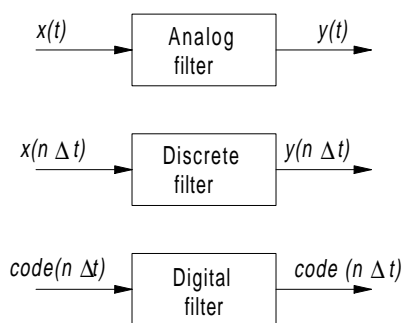 x(t)
Analog
filter
y(t)
x(n Δt)
Discrete
filter
y(n Δt)
code(n Δt)
Digital
filter
code (n Δt)